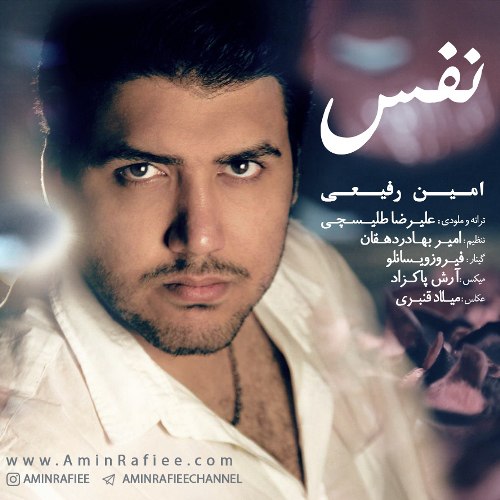 نفس
امین رفیعی
ترانه و ملودی: علیرضا طلیسچی
تنظیم: امیر بهادر دهقان
گیتار: فیروز ویسانلو
میکس: آرش پاکزاد
عکاس: میلاد قنبری
www.AminRafiee.com
AMINRAFIEE AMINRAFIEECHANNEL